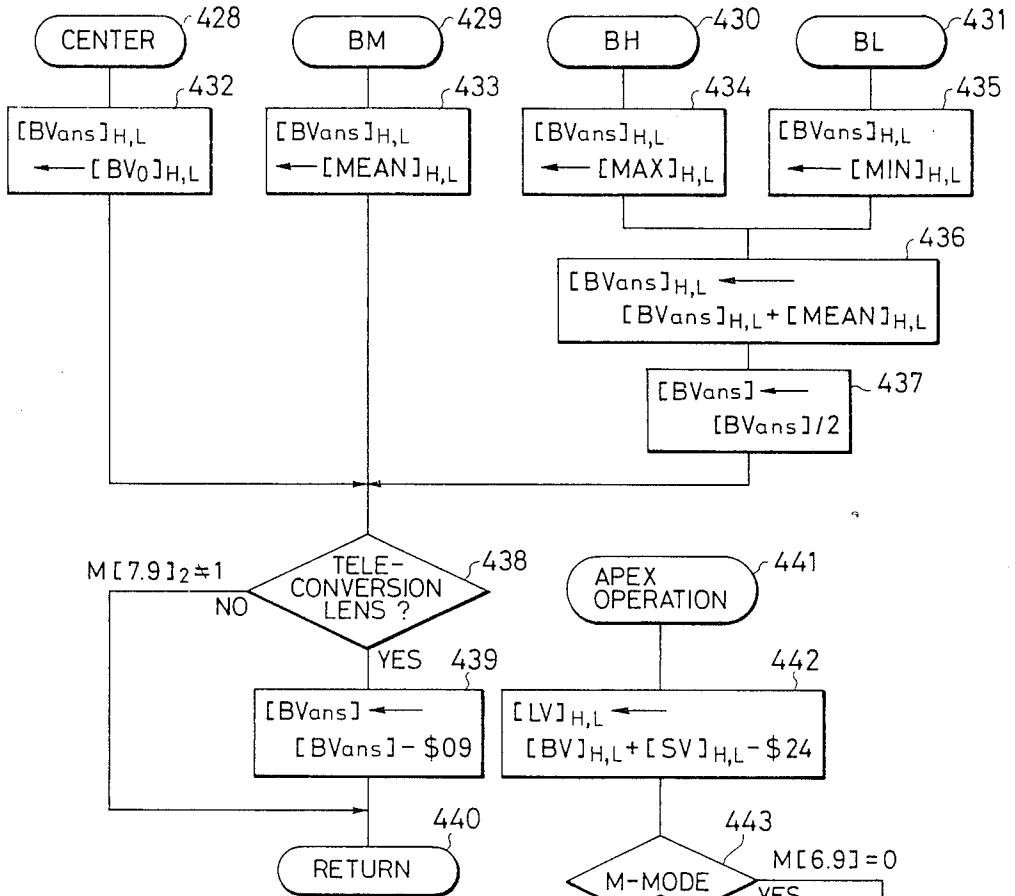 428
CENTER
429
BM
430
BH
431
BL
432
[BVans]H,L
← [BV0]H,L
433
[BVans]H,L
← [MEAN]H,L
434
[BVans]H,L
← [MAX]H,L
435
[BVans]H,L
← [MIN]H,L
436
[BVans]H,L ←
[BVans]H,L + [MEAN]H,L
437
[BVans] ←
[BVans]/2
438
TELE-
CONVERSION
LENS ?
M[7.9]2≒1
NO
YES
439
[BVans] ←
[BVans] - $09
440
RETURN
441
APEX
OPERATION
442
[LV]H,L ←
[BV]H,L + [SV]H,L - $24
443
M-MODE
M[6.9]=0
YES